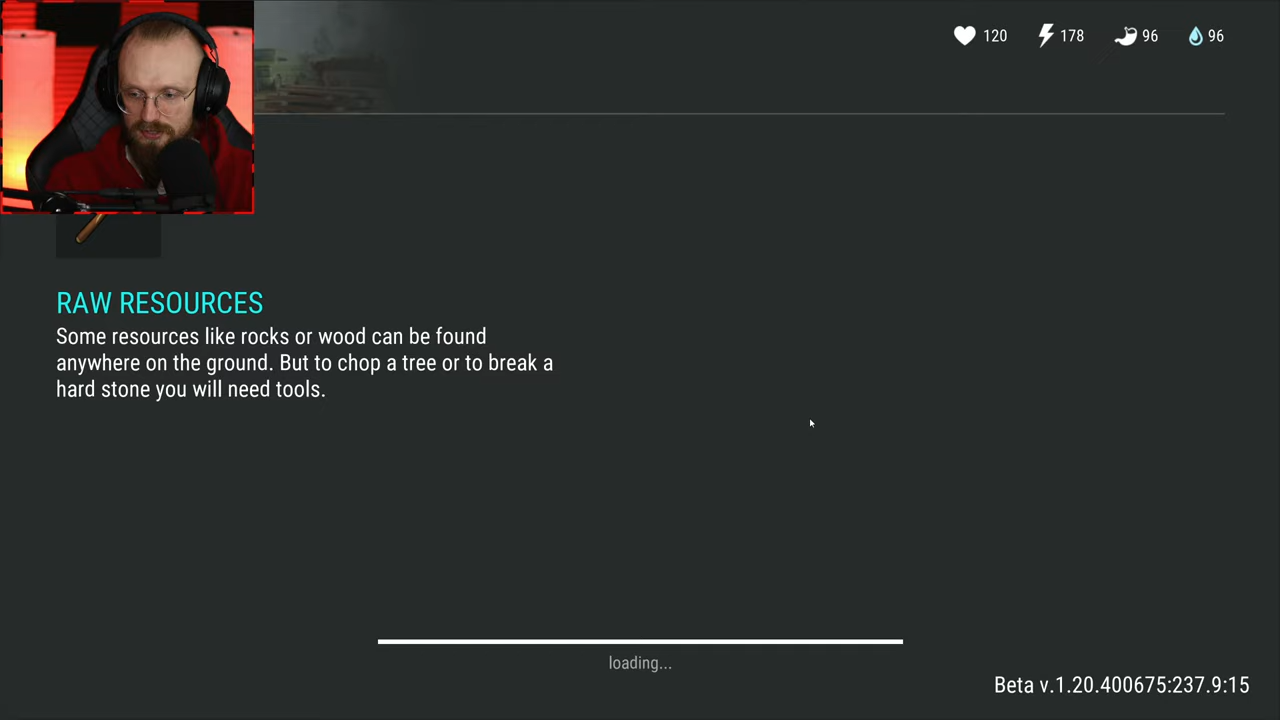 120 178 96 96
RAW RESOURCES
Some resources like rocks or wood can be found
anywhere on the ground. But to chop a tree or to break a
hard stone you will need tools.
loading...
Beta v.1.20.400675:237.9:15